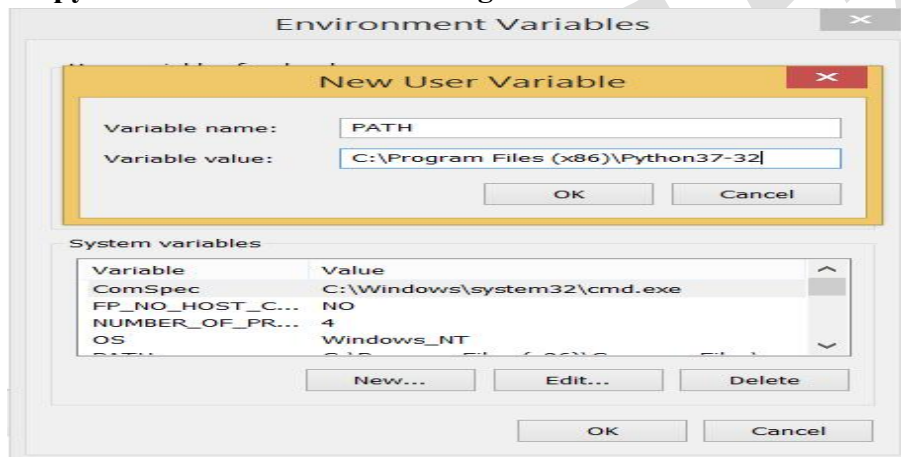 Environment Variables
New User Variable
Variable name: PATH
Variable value: C:\Program Files (x86)\Python37-32
OK Cancel
System variables
Variable Value
ComSpec C:\Windows\system32\cmd.exe
FP_NO_HOST_C... NO
NUMBER_OF_PR... 4
OS Windows_NT
New... Edit... Delete
OK Cancel